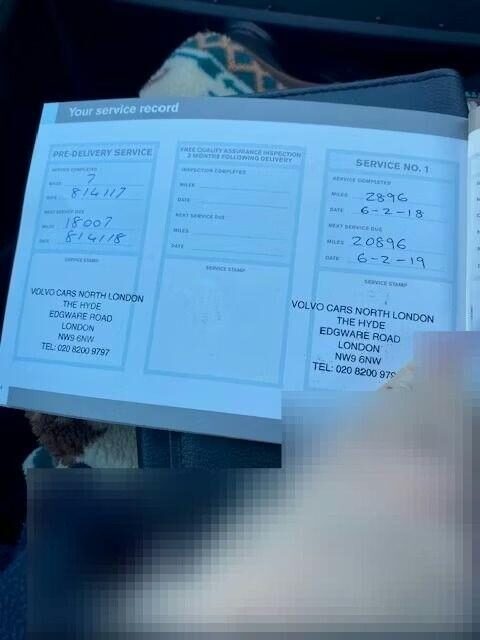 Your service record
PRE-DELIVERY SERVICE
SERVICE COMPLETED
MILES 7
DATE 8/4/17
NEXT SERVICE DUE
MILES 18007
DATE 8/4/18
SERVICE STAMP
VOLVO CARS NORTH LONDON
THE HYDE
EDGWARE ROAD
LONDON
NW9 6NW
TEL: 020 8200 9797
FREE QUALITY ASSURANCE INSPECTION
3 MONTHS FOLLOWING DELIVERY
INSPECTION COMPLETED
MILES
DATE
NEXT SERVICE DUE
MILES
DATE
SERVICE STAMP
SERVICE NO. 1
SERVICE COMPLETED
MILES 2896
DATE 6-2-18
NEXT SERVICE DUE
MILES 20896
DATE 6-2-19
SERVICE STAMP
VOLVO CARS NORTH LONDON
THE HYDE
EDGWARE ROAD
LONDON
NW9 6NW
TEL: 020 8200 979